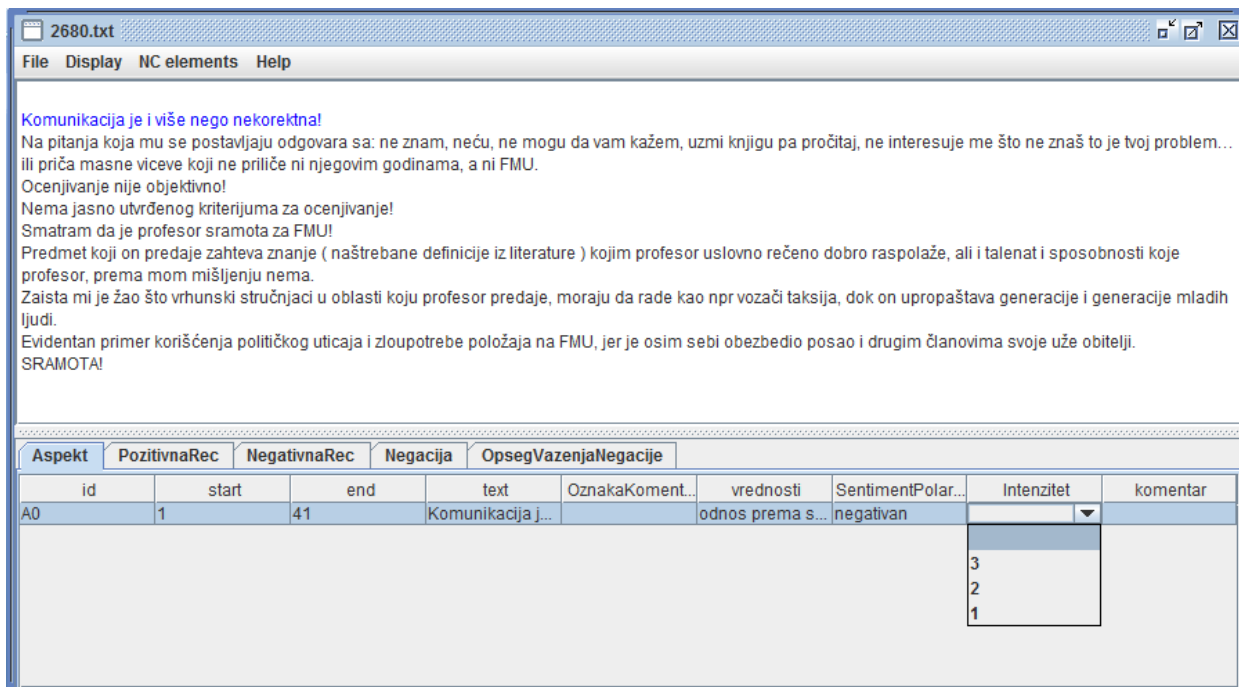 2680.txt
File Display NC elements Help
Komunikacija je i više nego nekorektna!
Na pitanja koja mu se postavljaju odgovara sa: ne znam, neću, ne mogu da vam kažem, uzmi knjigu pa pročitaj, ne interesuje me što ne znaš to je tvoj problem…
ili priča masne viceve koji ne priliče ni njegovim godinama, a ni FMU.
Ocenjivanje nije objektivno!
Nema jasno utvrđenog kriterijuma za ocenjivanje!
Smatram da je profesor sramota za FMU!
Predmet koji on predaje zahteva znanje ( naštrebane definicije iz literature ) kojim profesor uslovno rečeno dobro raspolaže, ali i talenat i sposobnosti koje
profesor, prema mom mišljenju nema.
Zaista mi je žao što vrhunski stručnjaci u oblasti koju profesor predaje, moraju da rade kao npr vozači taksija, dok on upropaštava generacije i generacije mladih
ljudi.
Evidentan primer korišćenja političkog uticaja i zloupotrebe položaja na FMU, jer je osim sebi obezbedio posao i drugim članovima svoje uže obitelji.
SRAMOTA!
Aspekt PozitivnaRec NegativnaRec Negacija OpsegVazenjaNegacije
id start end text OznakaKoment... vrednosti SentimentPolar... Intenzitet komentar
A0 1 41 Komunikacija j... odnos prema s... negativan
3
2
1